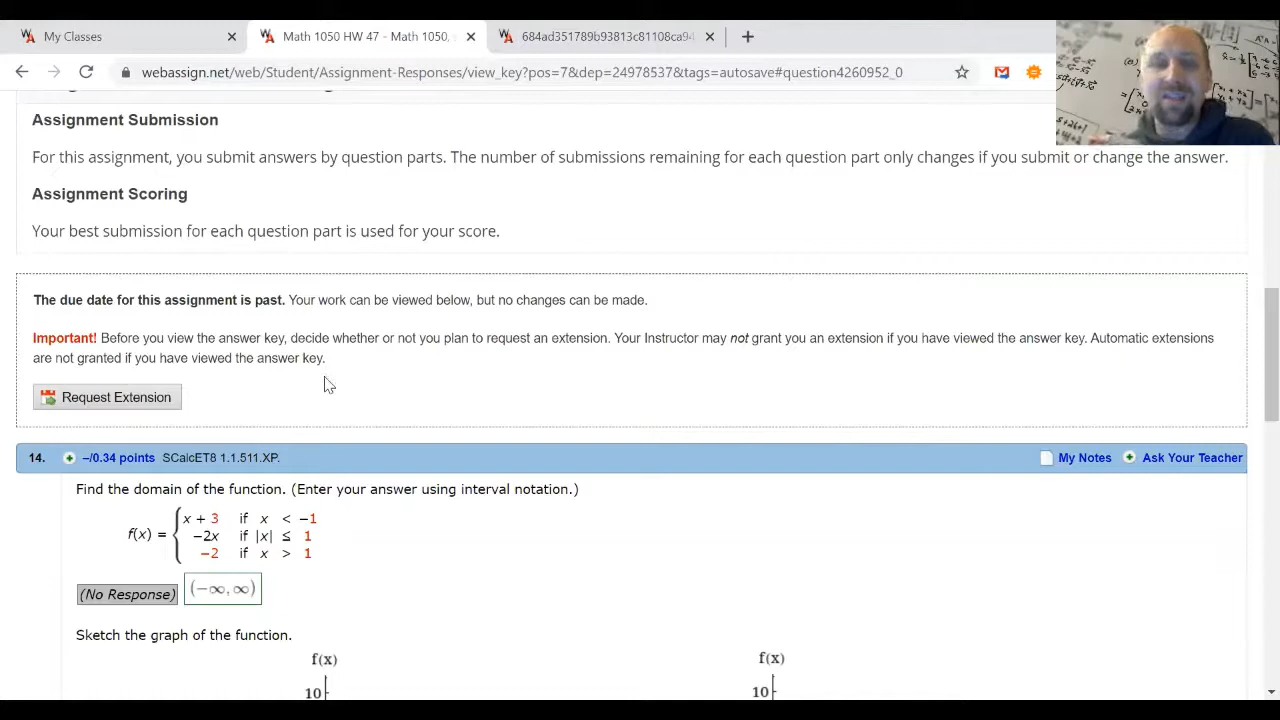 My Classes
Math 1050 HW 47 - Math 1050,
684ad351789b93813c81108ca94
webassign.net/web/Student/Assignment-Responses/view_key?pos=7&dep=24978537&tags=autosave#question4260952_0
Assignment Submission
For this assignment, you submit answers by question parts. The number of submissions remaining for each question part only changes if you submit or change the answer.
Assignment Scoring
Your best submission for each question part is used for your score.
The due date for this assignment is past. Your work can be viewed below, but no changes can be made.
Important! Before you view the answer key, decide whether or not you plan to request an extension. Your Instructor may not grant you an extension if you have viewed the answer key. Automatic extensions
are not granted if you have viewed the answer key.
Request Extension
14. –/0.34 points SCalcET8 1.1.511.XP. My Notes Ask Your Teacher
Find the domain of the function. (Enter your answer using interval notation.)
x + 3 if x < −1
f(x) = −2x if |x| ≤ 1
−2 if x > 1
(No Response) (−∞, ∞)
Sketch the graph of the function.
f(x) f(x)
10 10